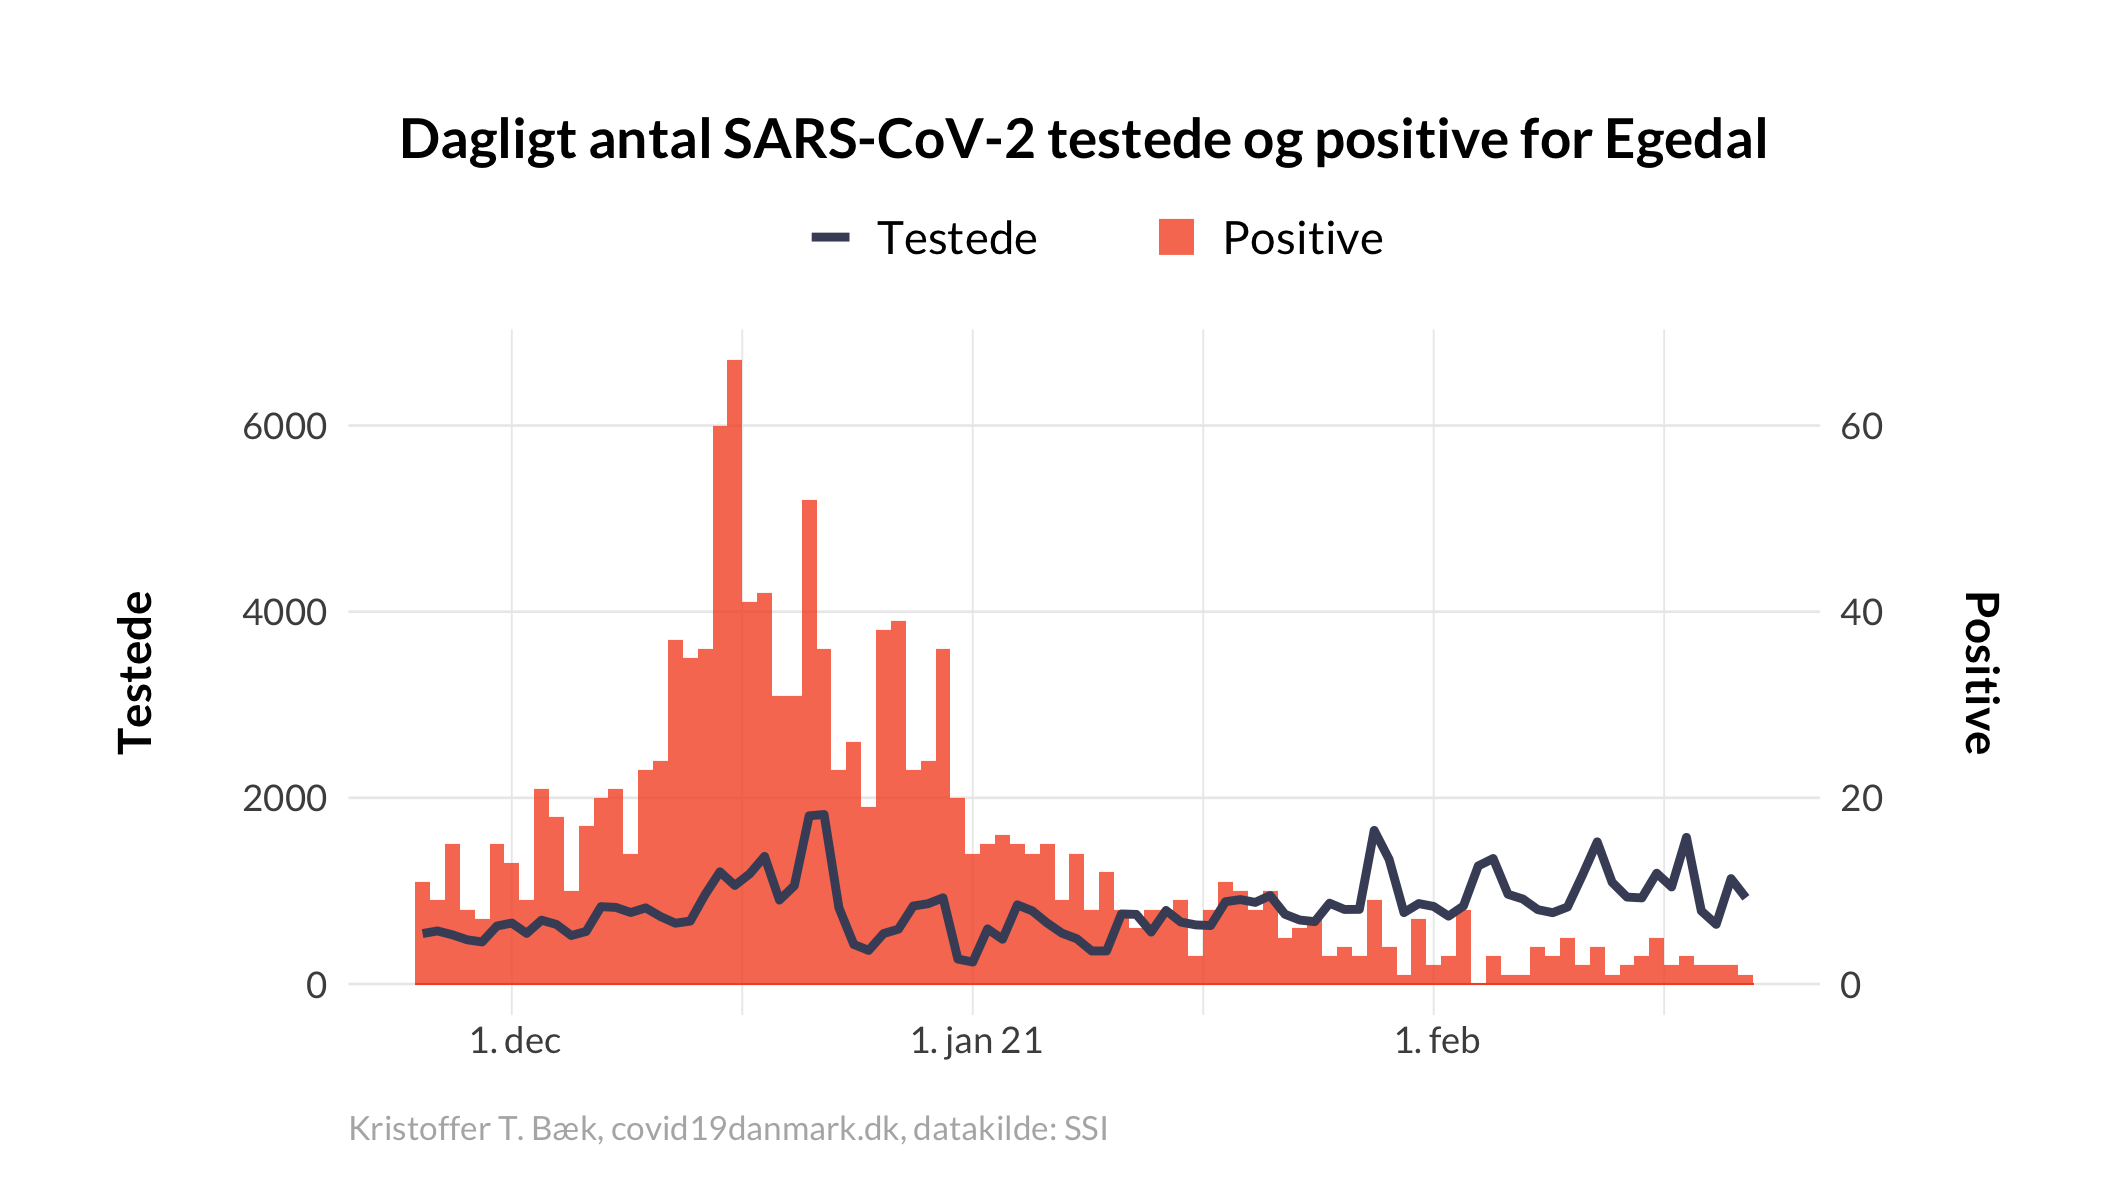 Dagligt antal SARS-CoV-2 testede og positive for Egedal
Testede
Positive
6000
4000
2000
0
60
40
20
0
Testede
Positive
1. dec
1. jan 21
1. feb
Kristoffer T. Bæk, covid19danmark.dk, datakilde: SSI